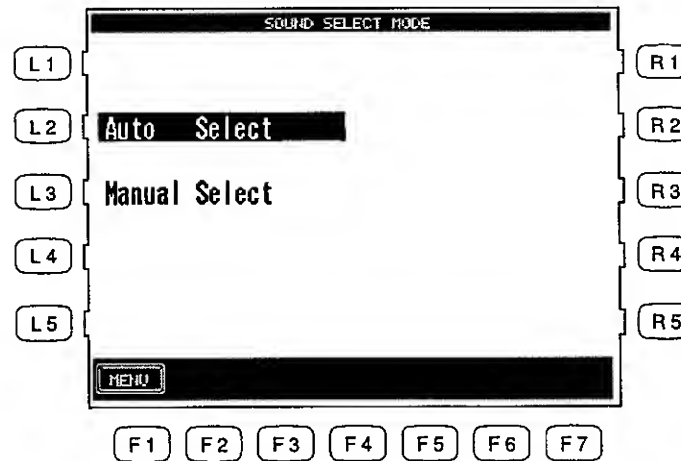 SOUND SELECT MODE
L1 R1
L2 Auto Select R2
L3 Manual Select R3
L4 R4
L5 R5
MENU
F1 F2 F3 F4 F5 F6 F7